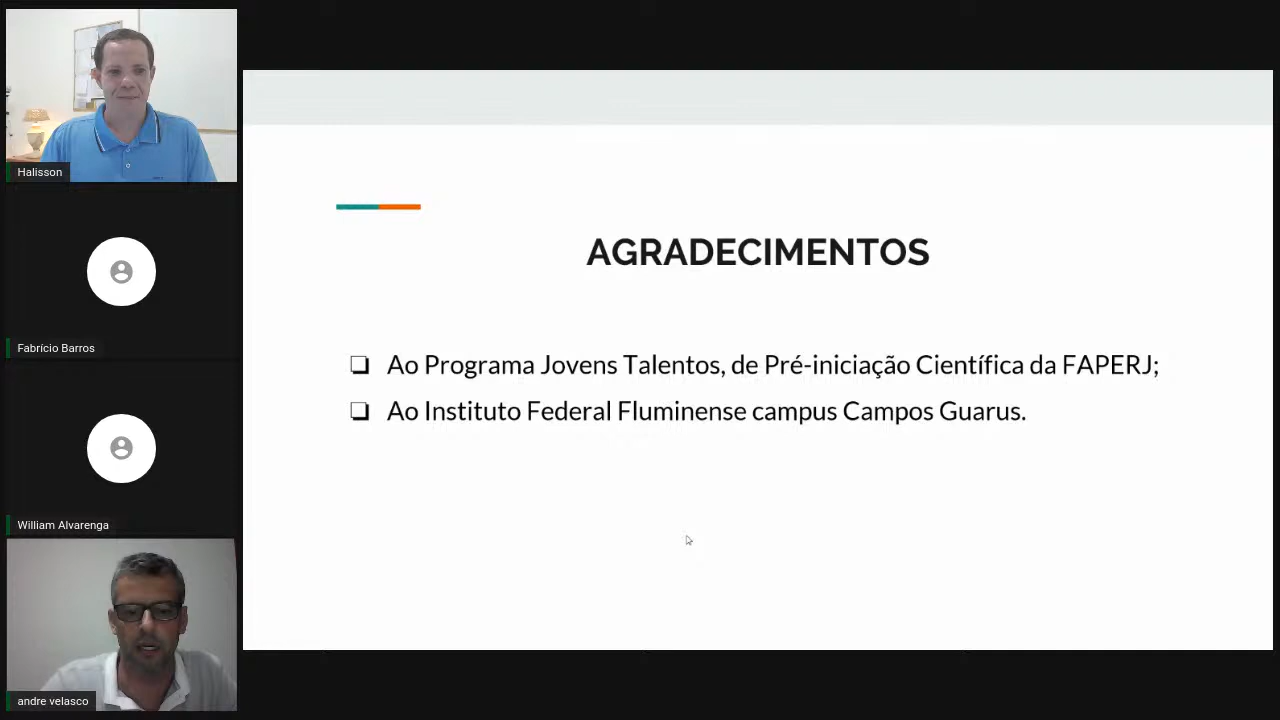 Halisson
Fabrício Barros
William Alvarenga
andre velasco
AGRADECIMENTOS
❏ Ao Programa Jovens Talentos, de Pré-iniciação Científica da FAPERJ;
❏ Ao Instituto Federal Fluminense campus Campos Guarus.